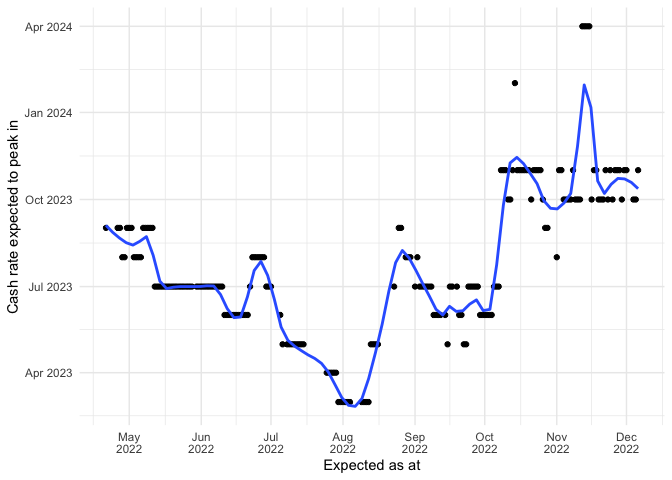 Cash rate expected to peak in
Apr 2024
Jan 2024
Oct 2023
Jul 2023
Apr 2023
May
2022
Jun
2022
Jul
2022
Aug
2022
Sep
2022
Oct
2022
Nov
2022
Dec
2022
Expected as at